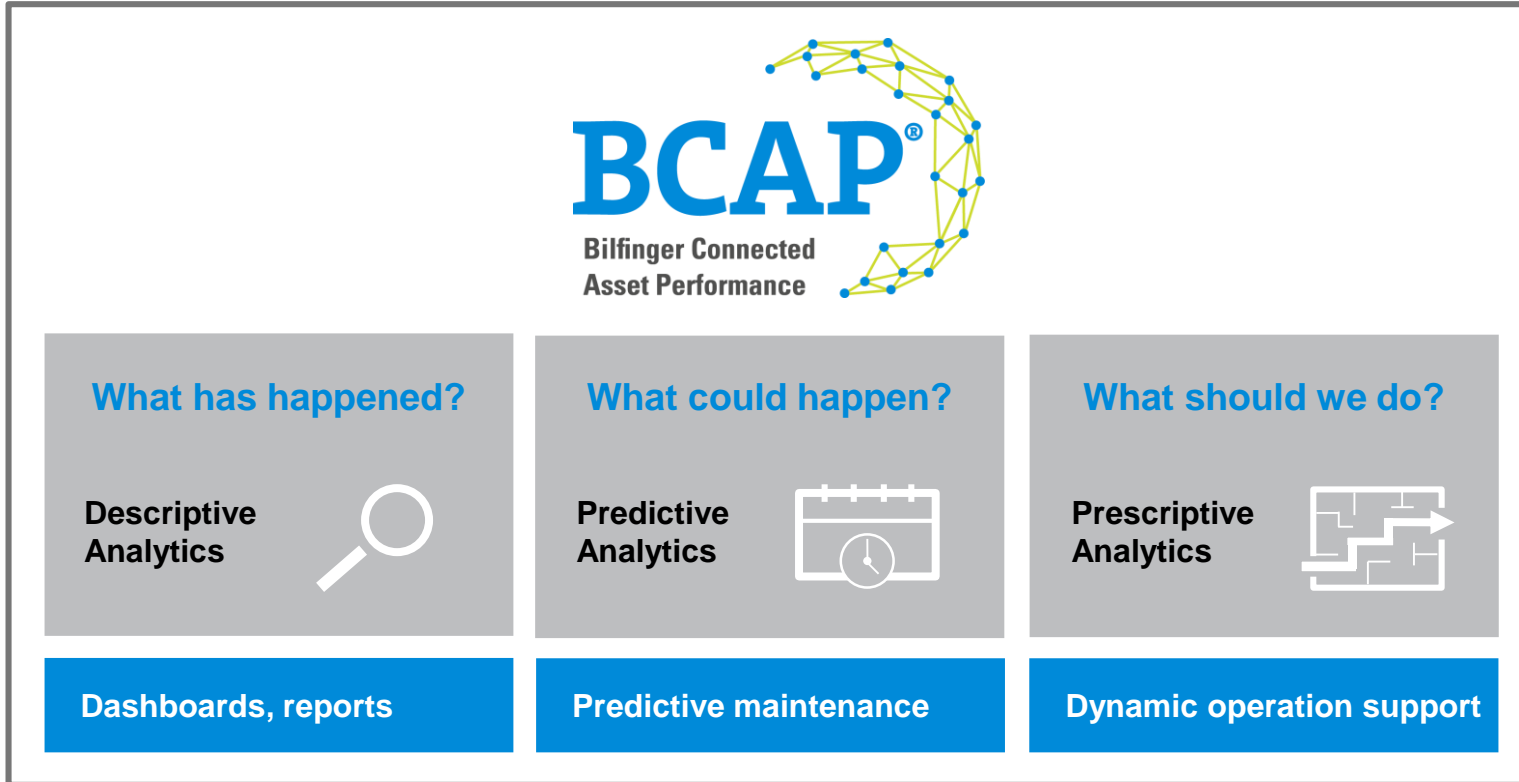 BCAP®
Bilfinger Connected
Asset Performance
What has happened?
Descriptive
Analytics
Dashboards, reports
What could happen?
Predictive
Analytics
Predictive maintenance
What should we do?
Prescriptive
Analytics
Dynamic operation support